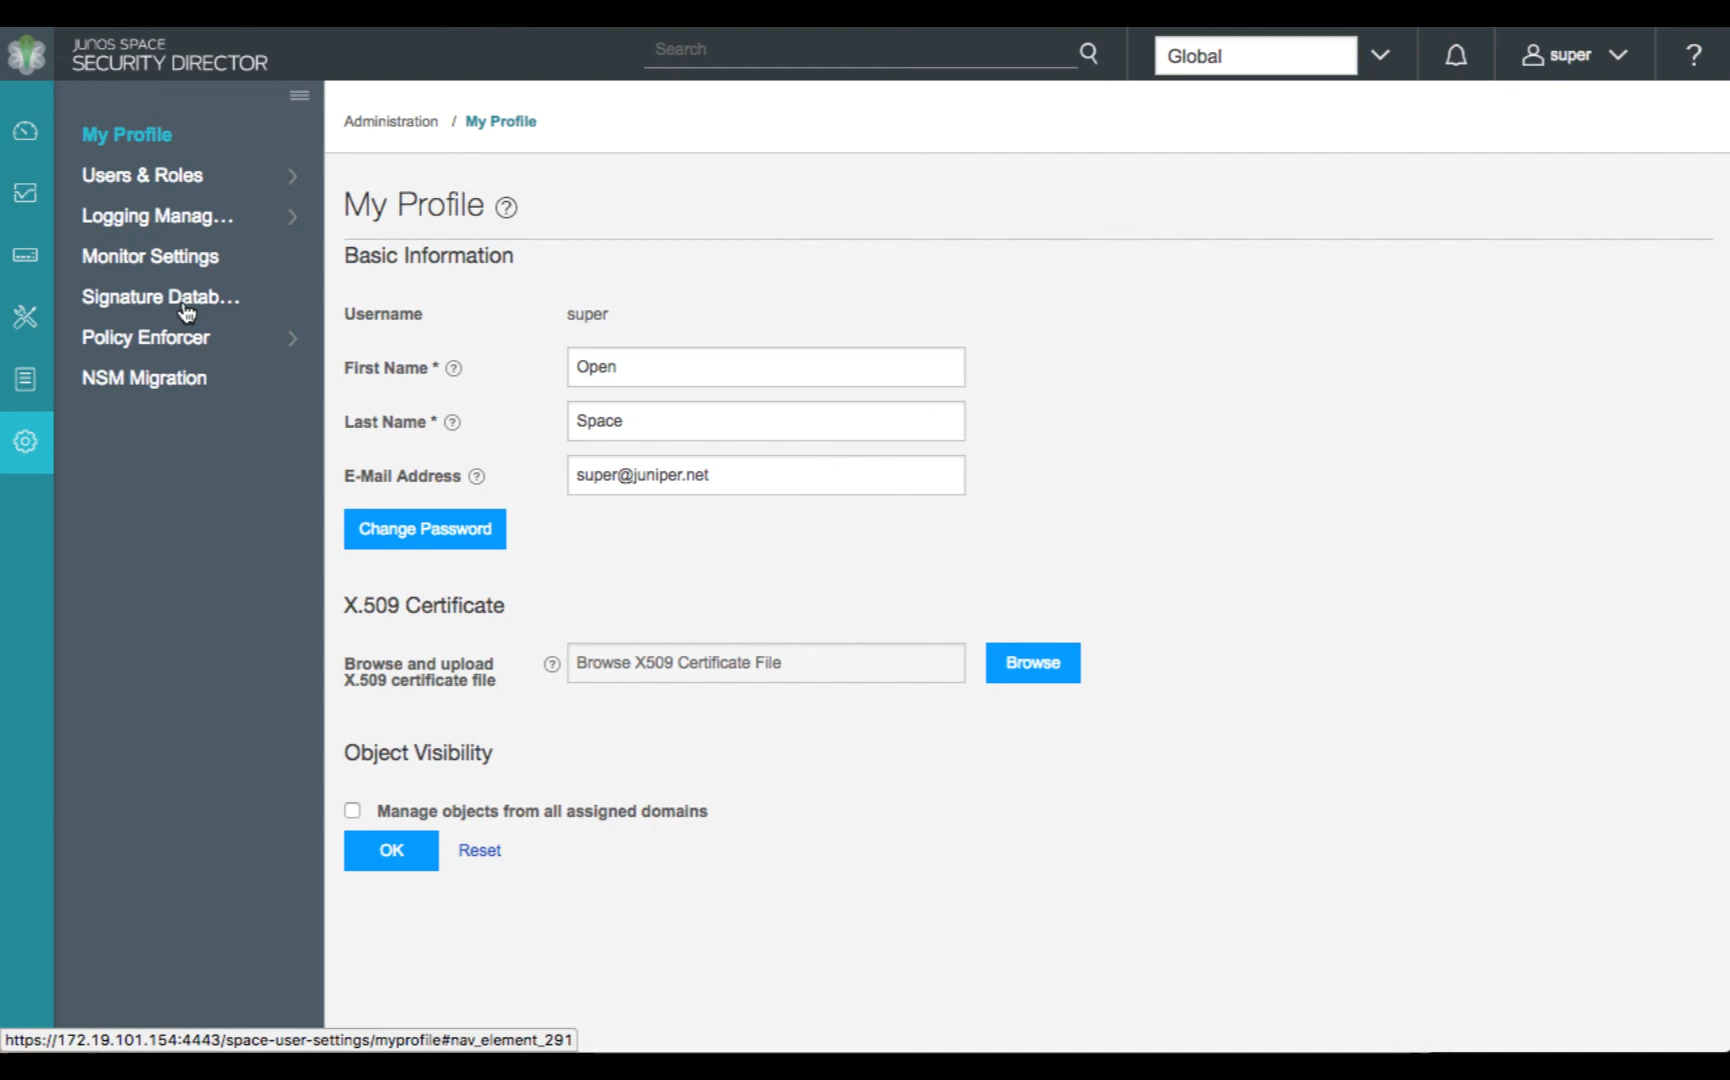 JUNOS SPACE
SECURITY DIRECTOR
Search
Global
super
?
My Profile
Users & Roles
Logging Manag...
Monitor Settings
Signature Datab...
Policy Enforcer
NSM Migration
Administration / My Profile
My Profile ?
Basic Information
Username super
First Name * ? Open
Last Name * ? Space
E-Mail Address ? super@juniper.net
Change Password
X.509 Certificate
Browse and upload
X.509 certificate file
? Browse X509 Certificate File Browse
Object Visibility
Manage objects from all assigned domains
OK Reset
https://172.19.101.154:4443/space-user-settings/myprofile#nav_element_291